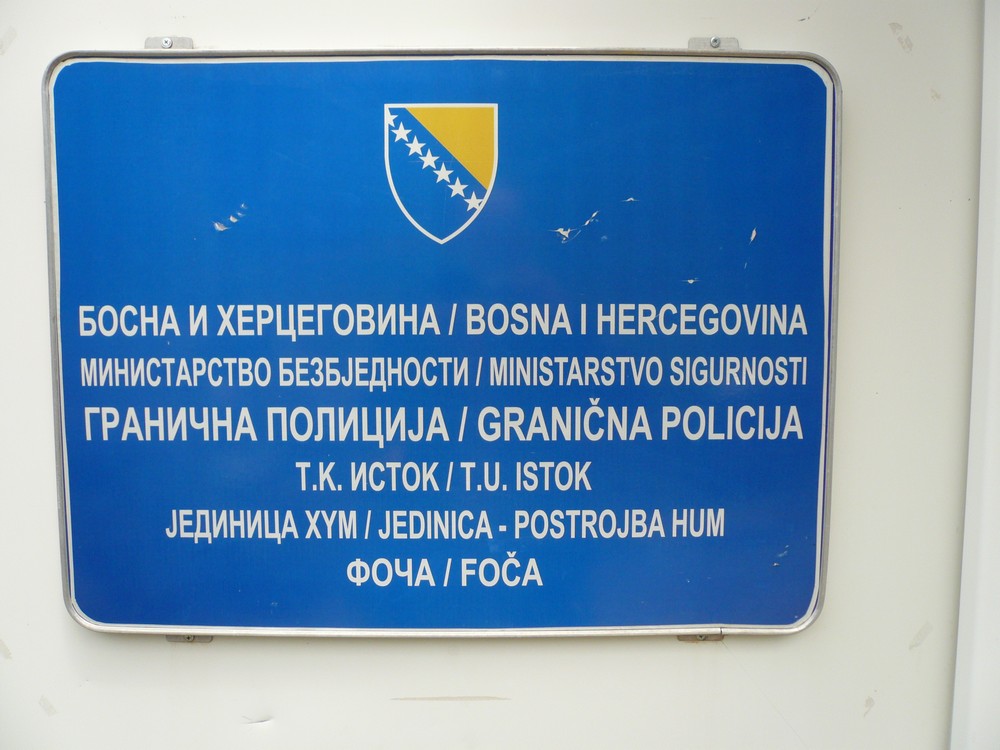 БОСНА И ХЕРЦЕГОВИНА / BOSNA I HERCEGOVINA
МИНИСТАРСТВО БЕЗБЈЕДНОСТИ / MINISTARSTVO SIGURNOSTI
ГРАНИЧНА ПОЛИЦИЈА / GRANIČNA POLICIJA
Т.К. ИСТОК / T.U. ISTOK
ЈЕДИНИЦА ХУМ / JEDINICA - POSTROJBA HUM
ФОЧА / FOČA